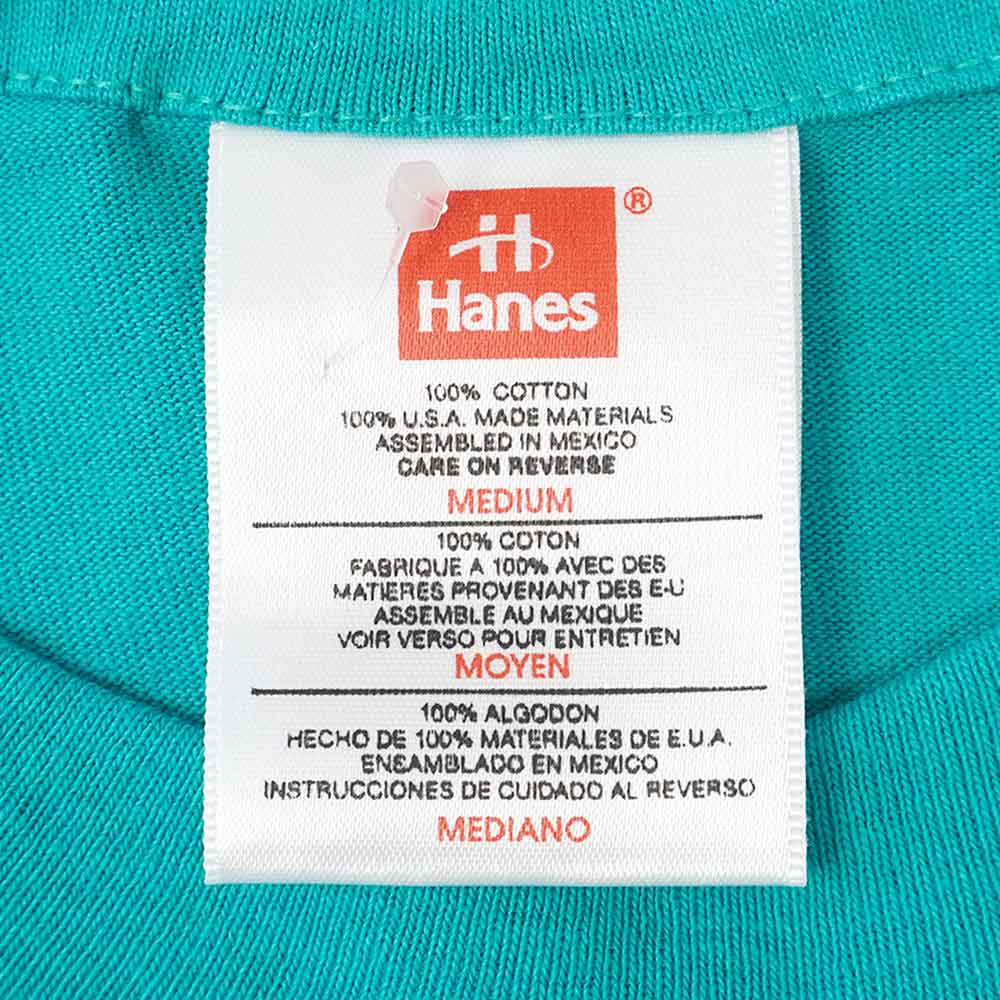 H ®
Hanes
100% COTTON
100% U.S.A. MADE MATERIALS
ASSEMBLED IN MEXICO
CARE ON REVERSE
MEDIUM
100% COTON
FABRIQUE A 100% AVEC DES
MATIERES PROVENANT DES E-U
ASSEMBLE AU MEXIQUE
VOIR VERSO POUR ENTRETIEN
MOYEN
100% ALGODON
HECHO DE 100% MATERIALES DE E.U.A.
ENSAMBLADO EN MEXICO
INSTRUCCIONES DE CUIDADO AL REVERSO
MEDIANO